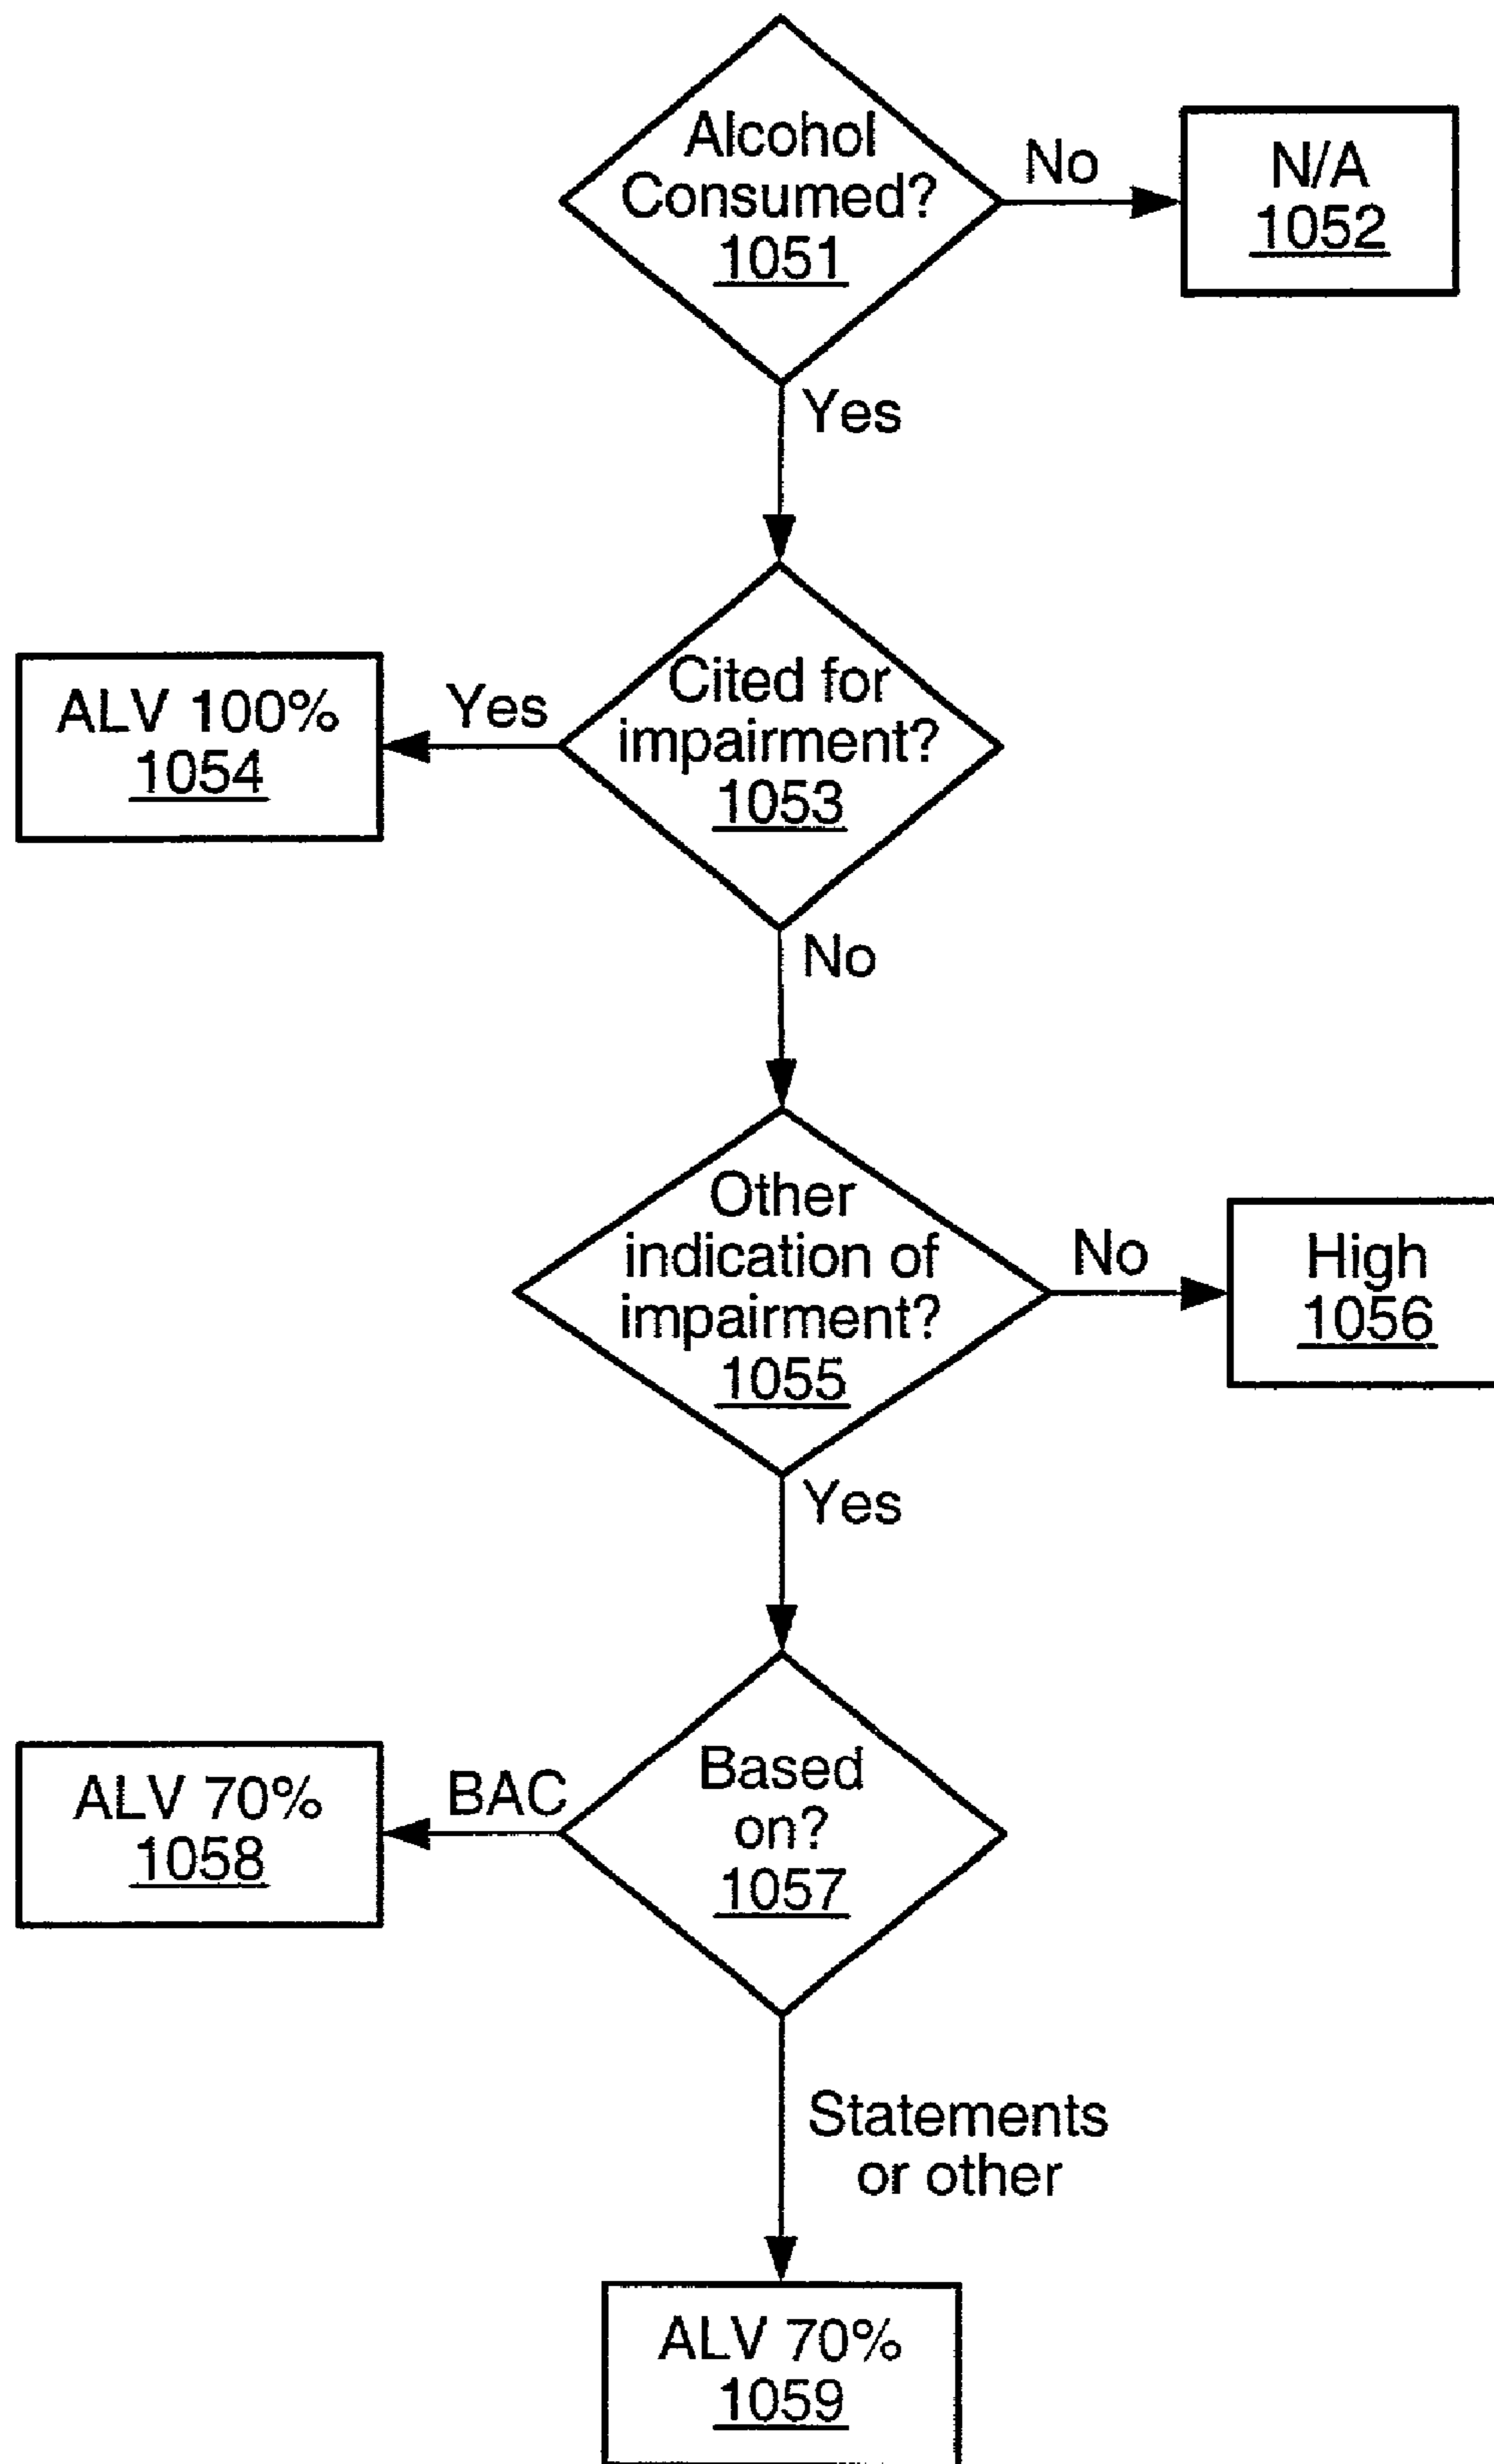 Alcohol
Consumed?
1051
No
N/A
1052
Yes
Cited for
impairment?
1053
Yes
ALV 100%
1054
No
Other
indication of
impairment?
1055
No
High
1056
Yes
Based
on?
1057
BAC
ALV 70%
1058
Statements
or other
ALV 70%
1059